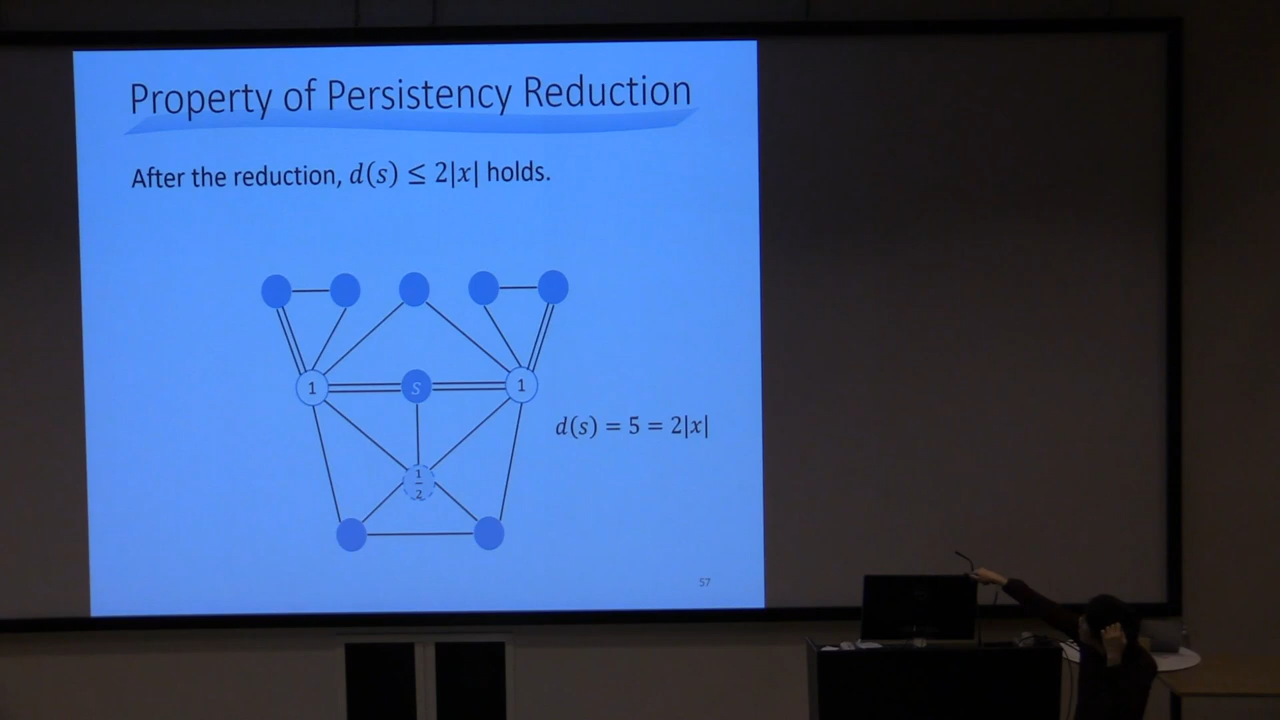 Property of Persistency Reduction
After the reduction, d(s) ≤ 2|x| holds.
1
S
1
d(s) = 5 = 2|x|
1/2
57